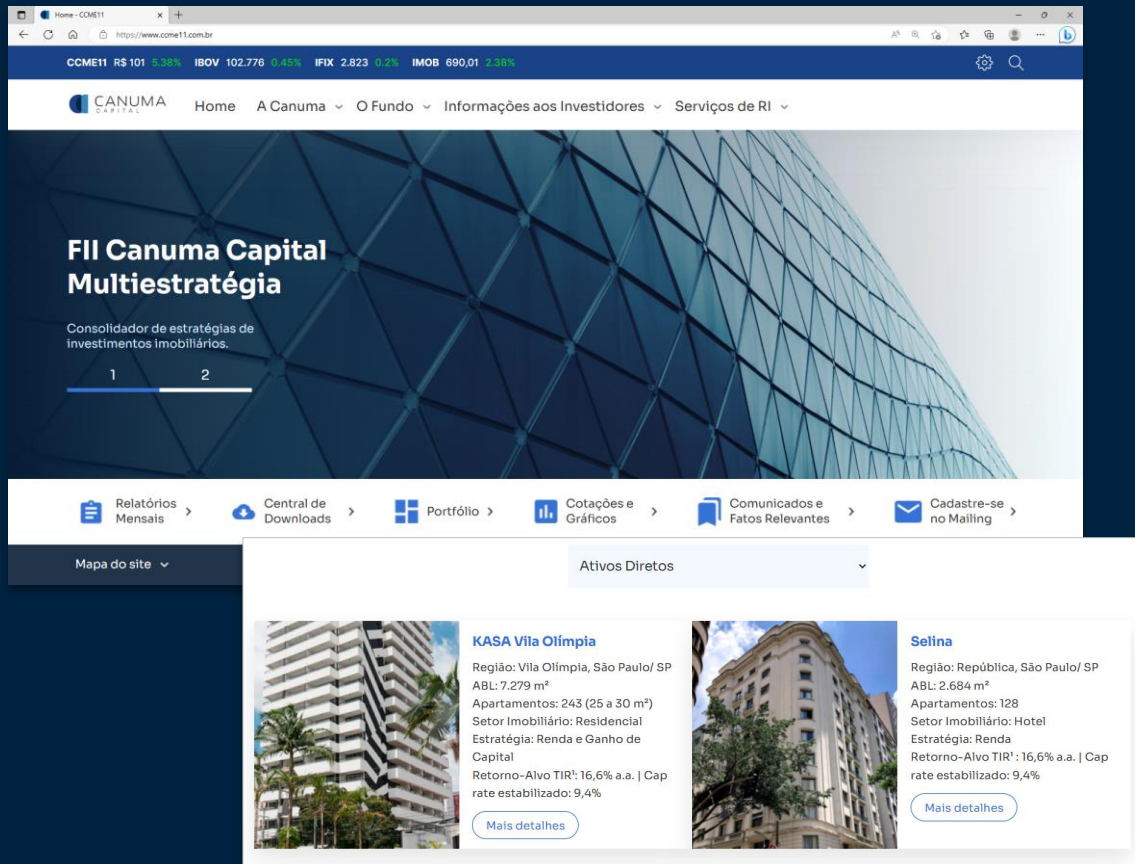 Home - CCME11
https://www.ccme11.com.br
CCME11 R$ 101 5.38% IBOV 102.776 0.45% IFIX 2.823 0.2% IMOB 690,01 2.38%
CANUMA
CAPITAL
Home A Canuma O Fundo Informações aos Investidores Serviços de RI
FII Canuma Capital
Multiestratégia
Consolidador de estratégias de
investimentos imobiliários.
1 2
Relatórios
Mensais
Central de
Downloads
Portfólio
Cotações e
Gráficos
Comunicados e
Fatos Relevantes
Cadastre-se
no Mailing
Mapa do site
Ativos Diretos
KASA Vila Olímpia
Região: Vila Olímpia, São Paulo/ SP
ABL: 7.279 m²
Apartamentos: 243 (25 a 30 m²)
Setor Imobiliário: Residencial
Estratégia: Renda e Ganho de
Capital
Retorno-Alvo TIR¹: 16,6% a.a. | Cap
rate estabilizado: 9,4%
Mais detalhes
Selina
Região: República, São Paulo/ SP
ABL: 2.684 m²
Apartamentos: 128
Setor Imobiliário: Hotel
Estratégia: Renda
Retorno-Alvo TIR¹ : 16,6% a.a. | Cap
rate estabilizado: 9,4%
Mais detalhes